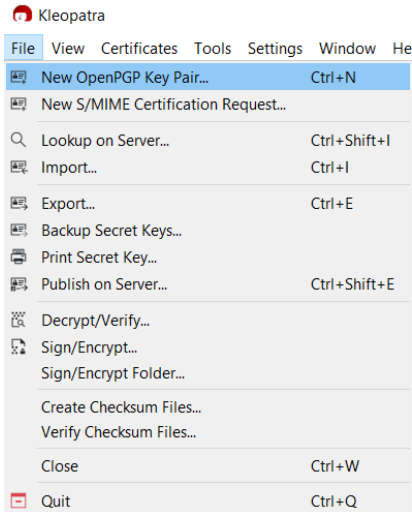 Kleopatra
File View Certificates Tools Settings Window He
New OpenPGP Key Pair... Ctrl+N
New S/MIME Certification Request...
Lookup on Server... Ctrl+Shift+I
Import... Ctrl+I
Export... Ctrl+E
Backup Secret Keys...
Print Secret Key...
Publish on Server... Ctrl+Shift+E
Decrypt/Verify...
Sign/Encrypt...
Sign/Encrypt Folder...
Create Checksum Files...
Verify Checksum Files...
Close Ctrl+W
Quit Ctrl+Q